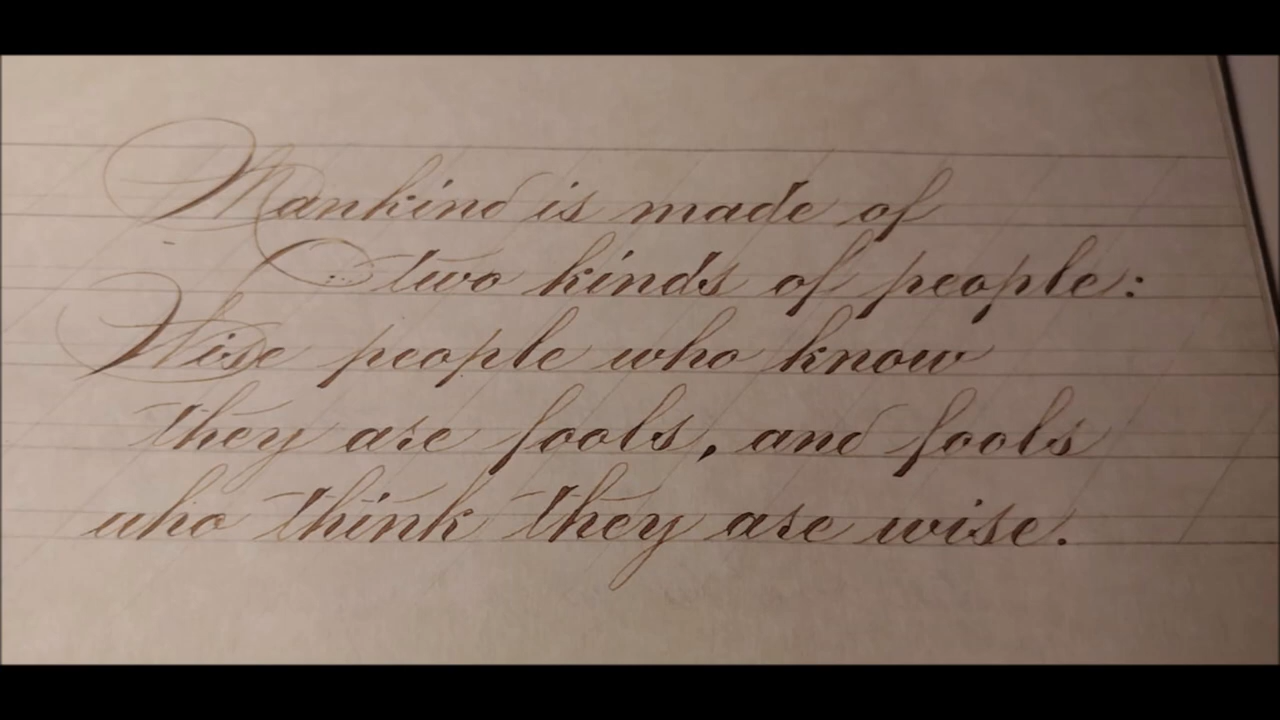 Mankind is made of
two kinds of people:
Wise people who know
they are fools, and fools
who think they are wise.